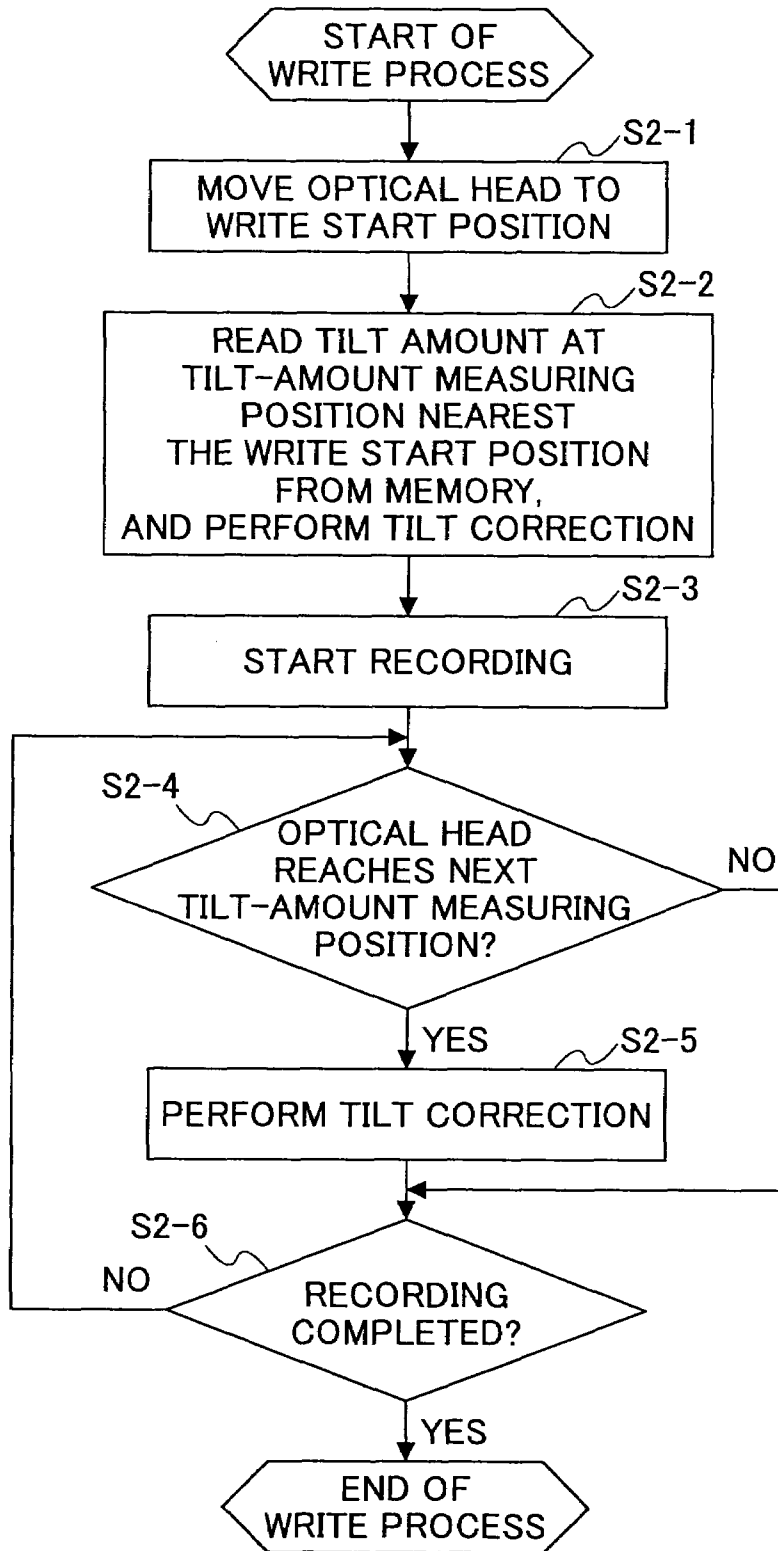 START OF
WRITE PROCESS
S2-1
MOVE OPTICAL HEAD TO
WRITE START POSITION
S2-2
READ TILT AMOUNT AT
TILT-AMOUNT MEASURING
POSITION NEAREST
THE WRITE START POSITION
FROM MEMORY,
AND PERFORM TILT CORRECTION
S2-3
START RECORDING
S2-4
OPTICAL HEAD
REACHES NEXT
TILT-AMOUNT MEASURING
POSITION?
NO
YES
S2-5
PERFORM TILT CORRECTION
S2-6
NO
RECORDING
COMPLETED?
YES
END OF
WRITE PROCESS